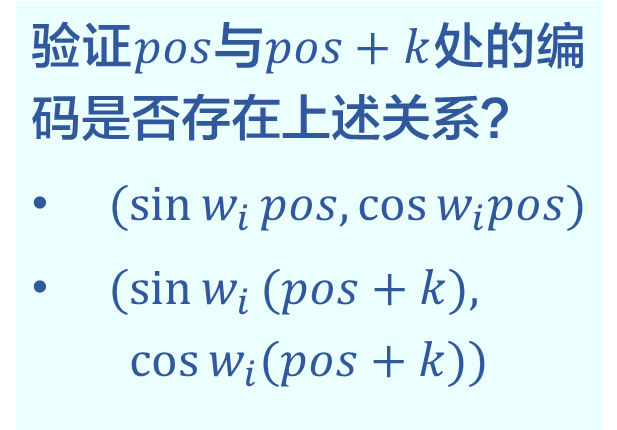 验证pos与pos + k处的编
码是否存在上述关系？
• (sin wᵢ pos, cos wᵢpos)
• (sin wᵢ (pos + k),
cos wᵢ(pos + k))